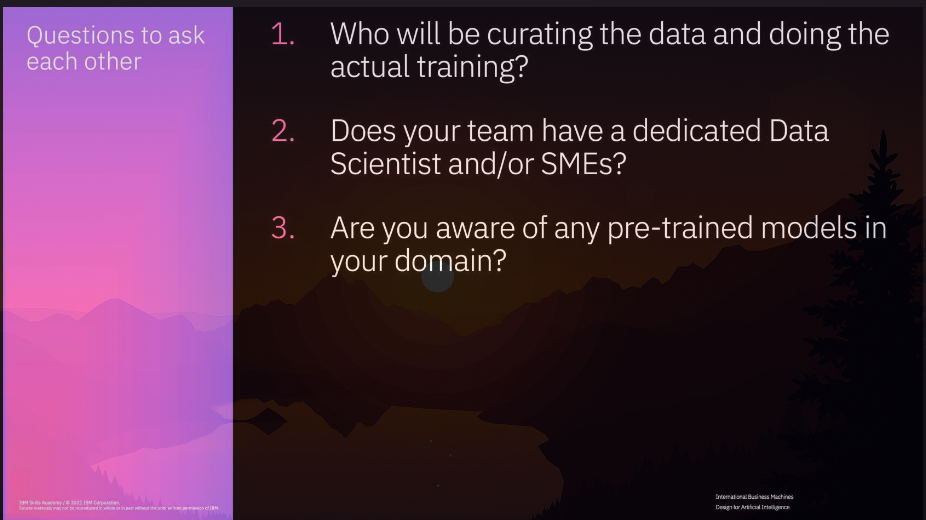 Questions to ask
each other
1. Who will be curating the data and doing the
actual training?
2. Does your team have a dedicated Data
Scientist and/or SMEs?
3. Are you aware of any pre-trained models in
your domain?
IBM Skills Academy / © 2021 IBM Corporation.
Course materials may not be reproduced in whole or in part without the prior written permission of IBM.
International Business Machines
Design for Artificial Intelligence